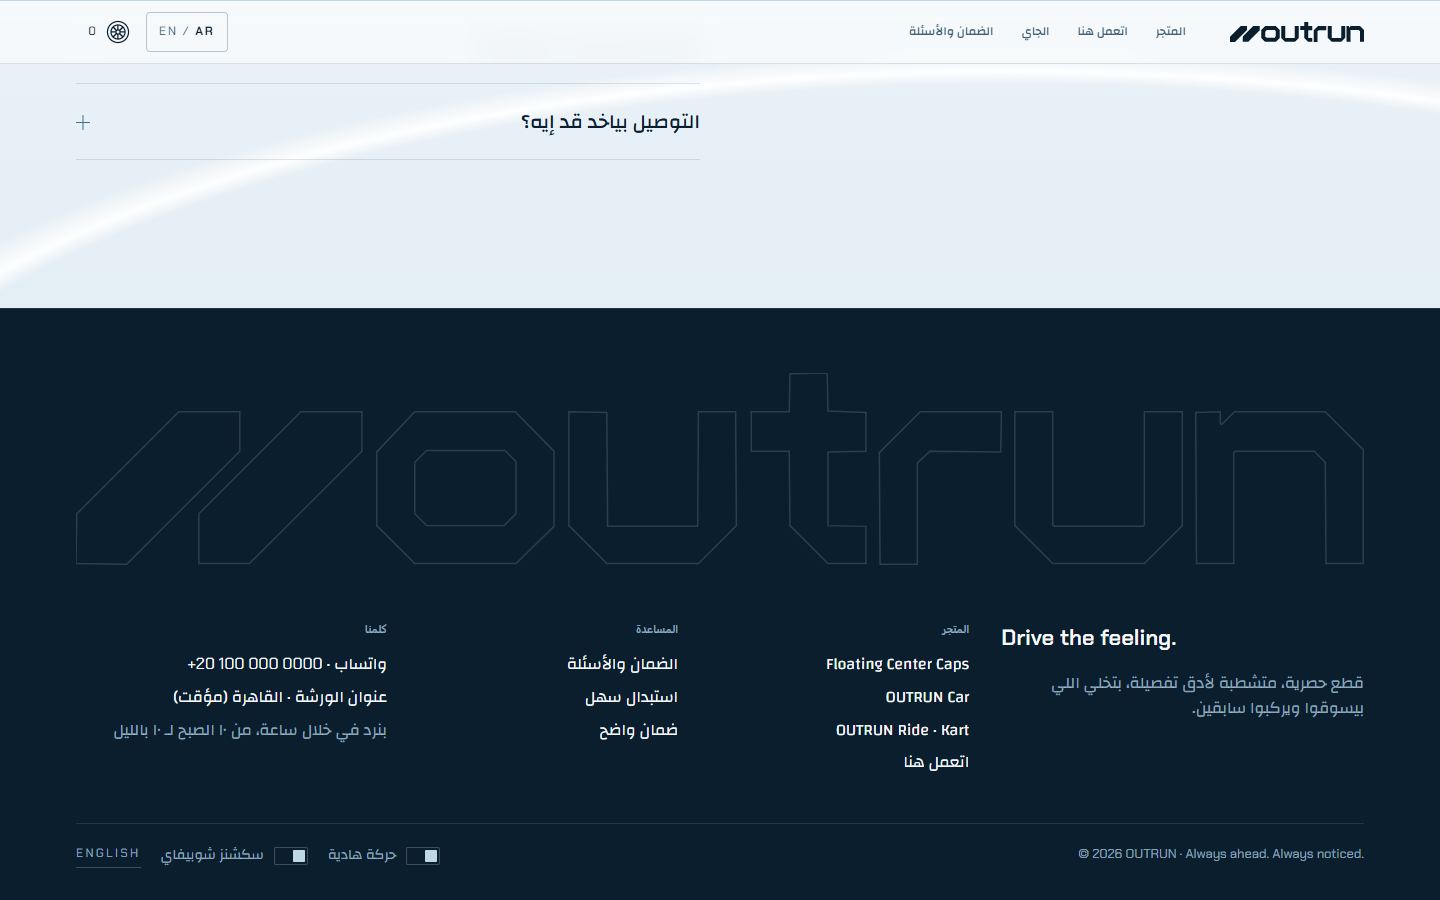 outrun
المتجر
اتعمل هنا
الجاي
الضمان والأسئلة
EN / AR
0
التوصيل بياخد قد إيه؟
outrun
Drive the feeling.
قطع حصرية، متشطبة لأدق تفصيلة، بتخلي اللي
بيسوقوا ويركبوا سابقين.
المتجر
Floating Center Caps
OUTRUN Car
OUTRUN Ride · Kart
اتعمل هنا
المساعدة
الضمان والأسئلة
استبدال سهل
ضمان واضح
كلمنا
واتساب · 0000 000 100 20+
عنوان الورشة · القاهرة (مؤقت)
بنرد في خلال ساعة، من ١٠ الصبح لـ ١٠ بالليل
© 2026 OUTRUN · Always ahead. Always noticed.
حركة هادية
سكشنز شوبيفاي
ENGLISH